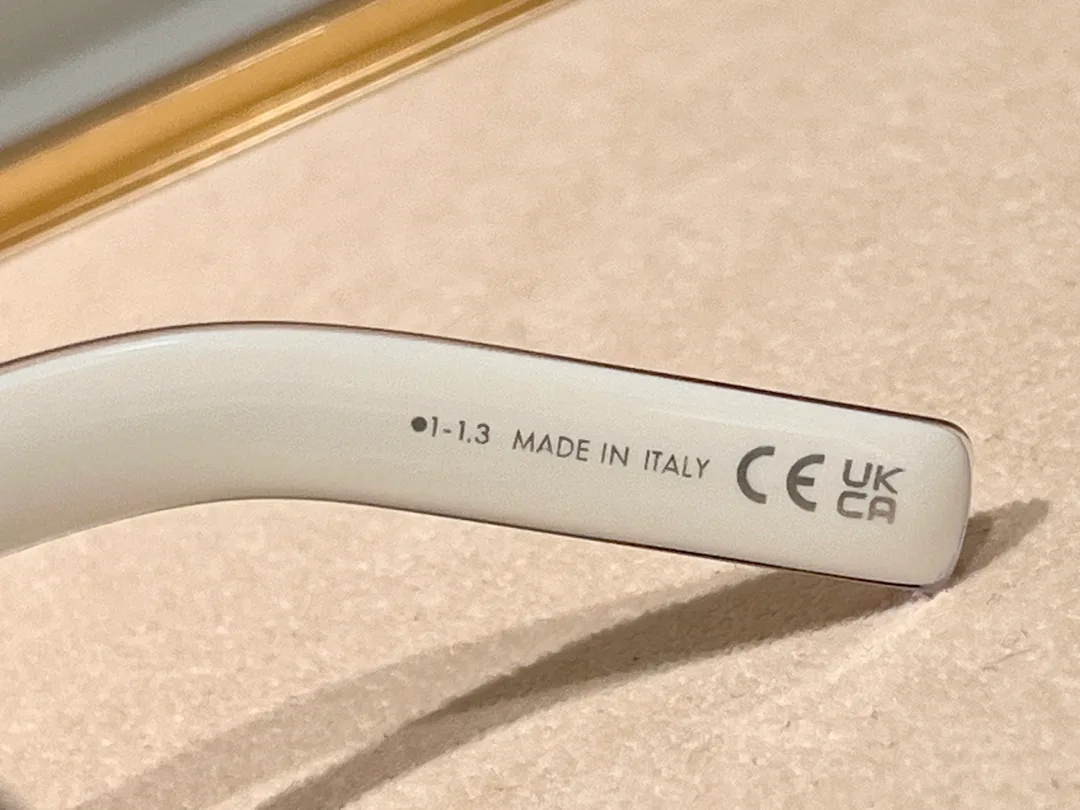 ●1-1.3 MADE IN ITALY CE UK
CA